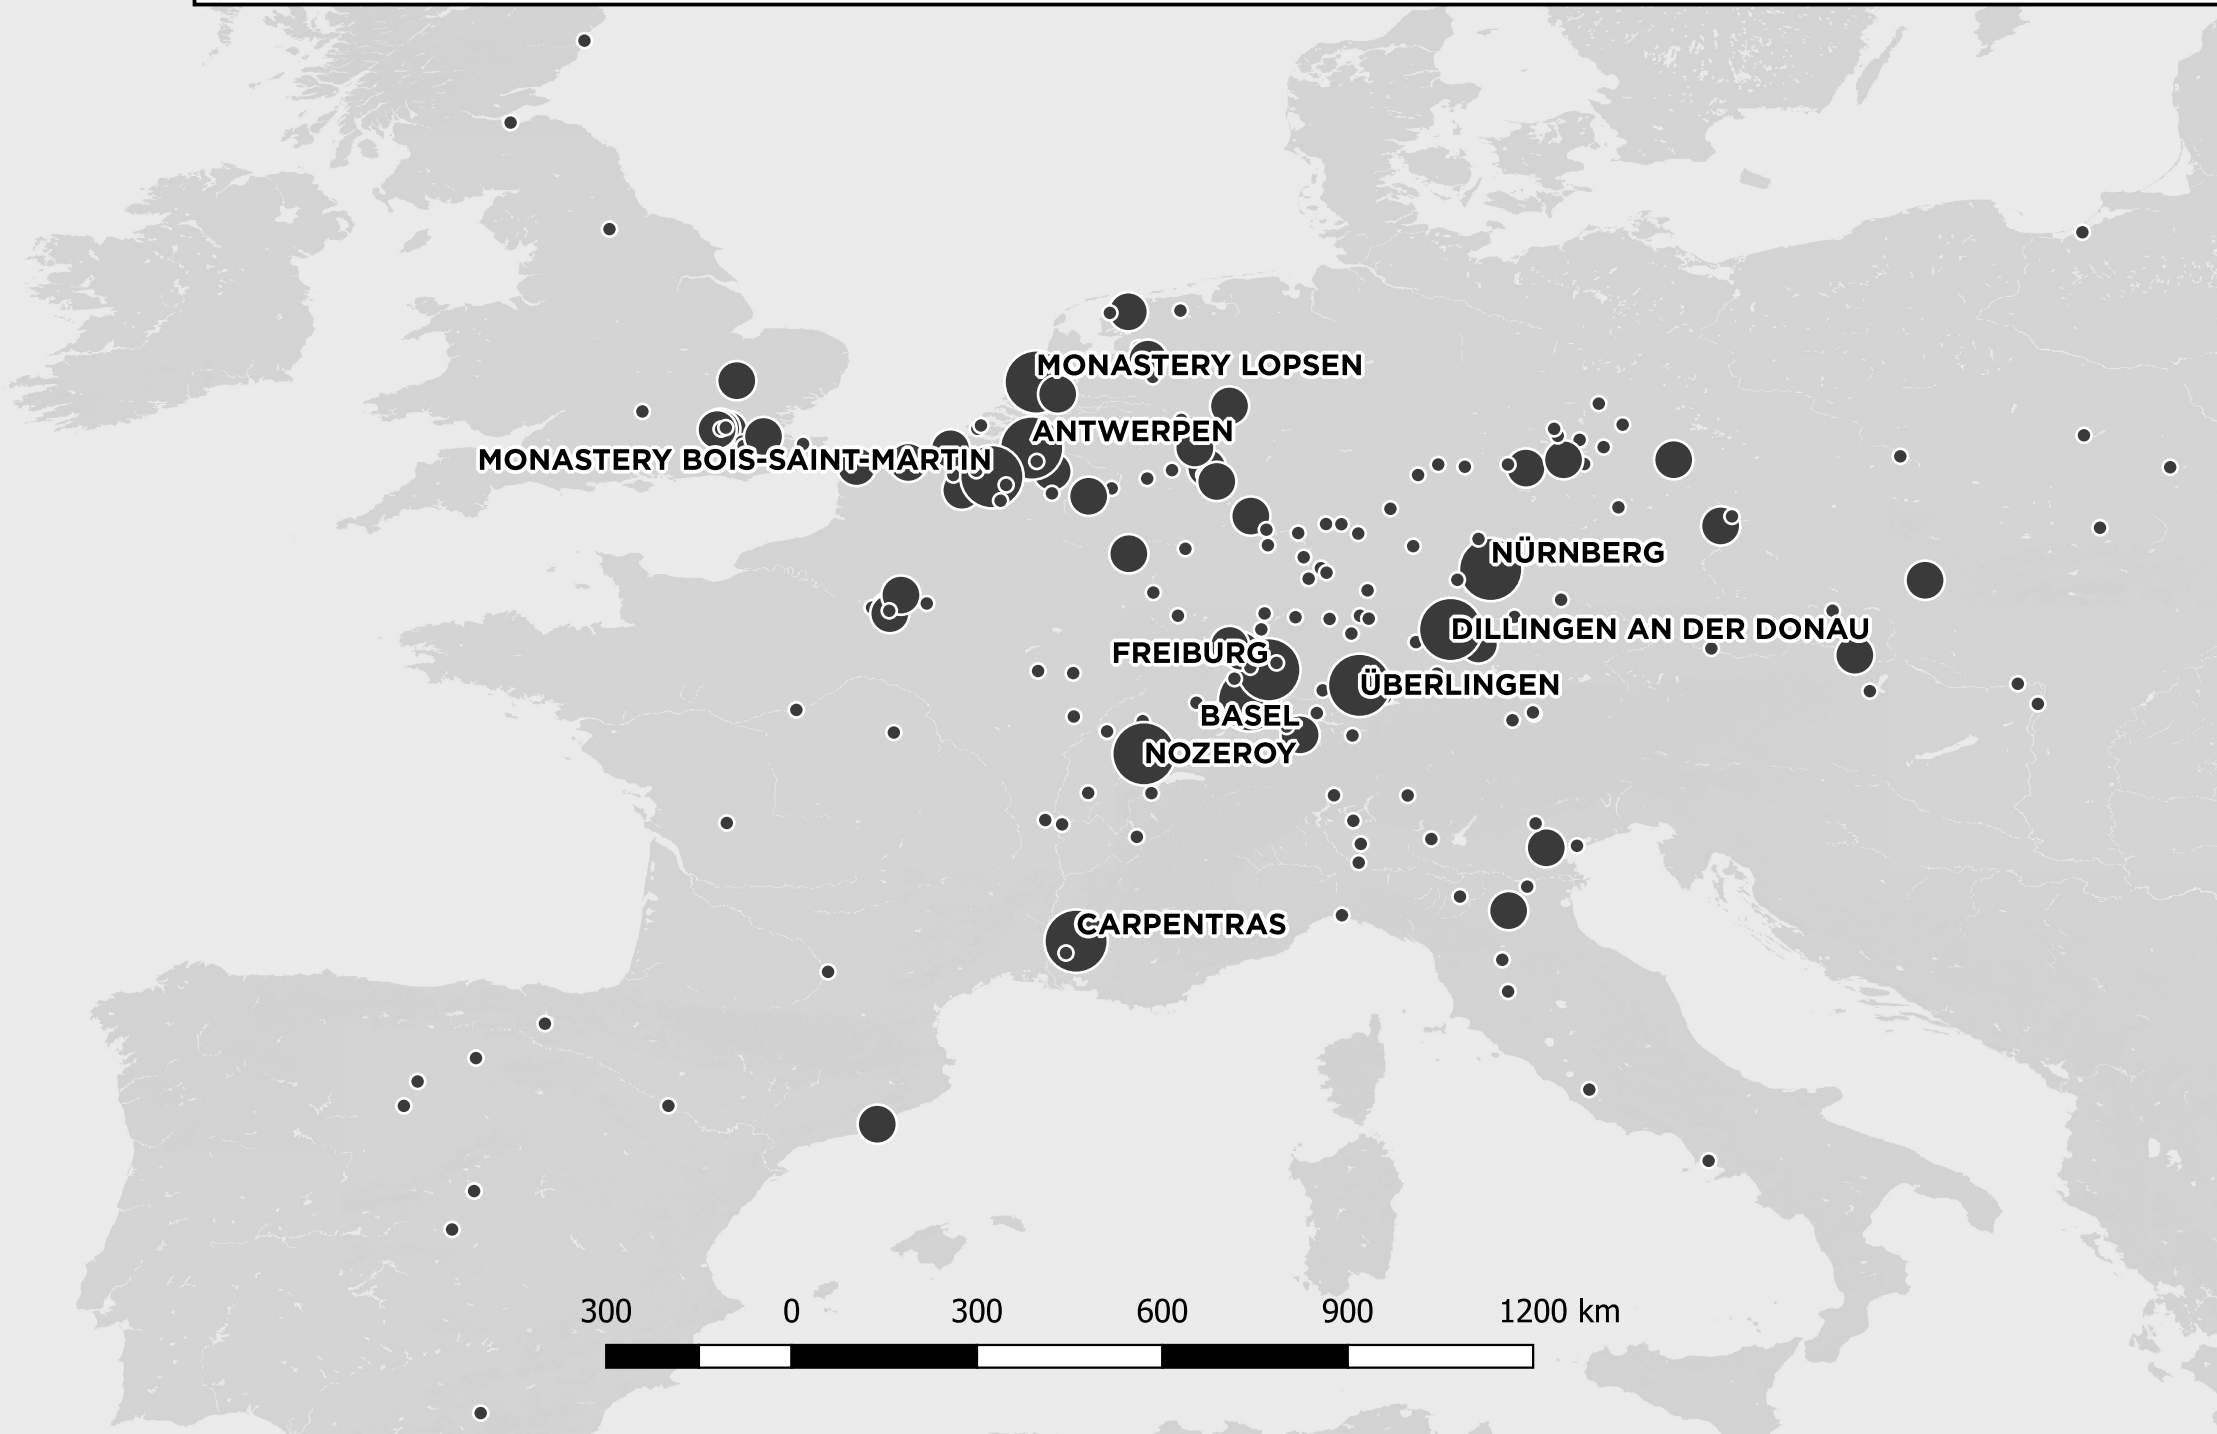 MONASTERY LOPSEN
ANTWERPEN
MONASTERY BOIS-SAINT-MARTIN
NÜRNBERG
DILLINGEN AN DER DONAU
FREIBURG
ÜBERLINGEN
BASEL
NOZEROY
CARPENTRAS
300 0 300 600 900 1200 km